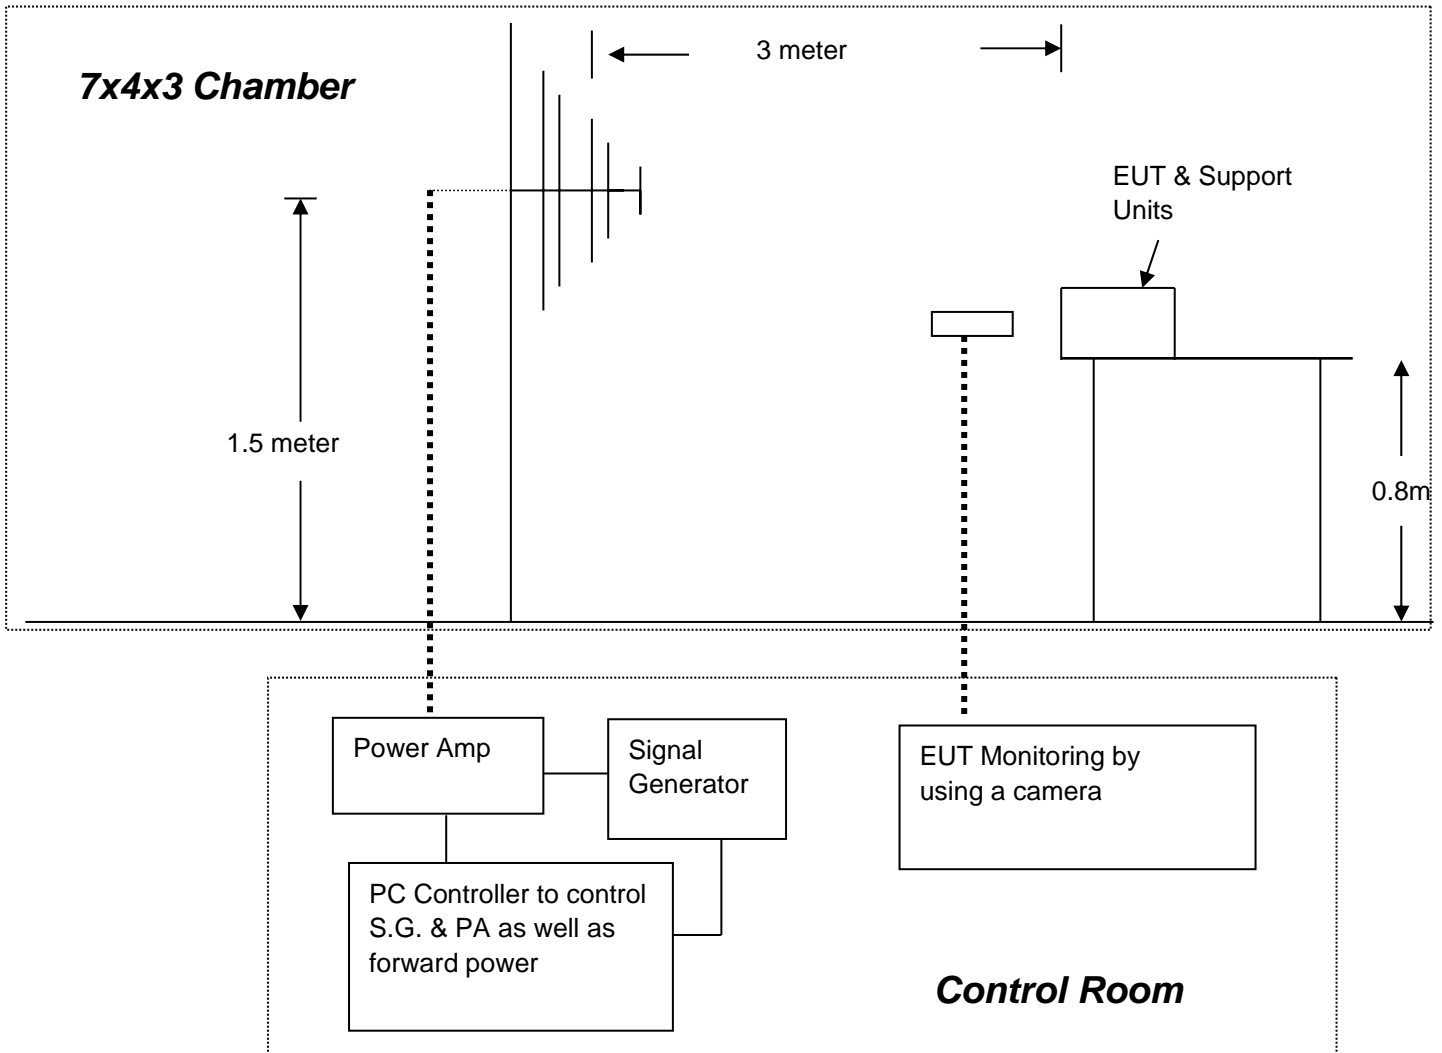 3 meter
7x4x3 Chamber
EUT & Support
Units
1.5 meter
0.8m
Power Amp
Signal
Generator
EUT Monitoring by
using a camera
PC Controller to control
S.G. & PA as well as
forward power
Control Room